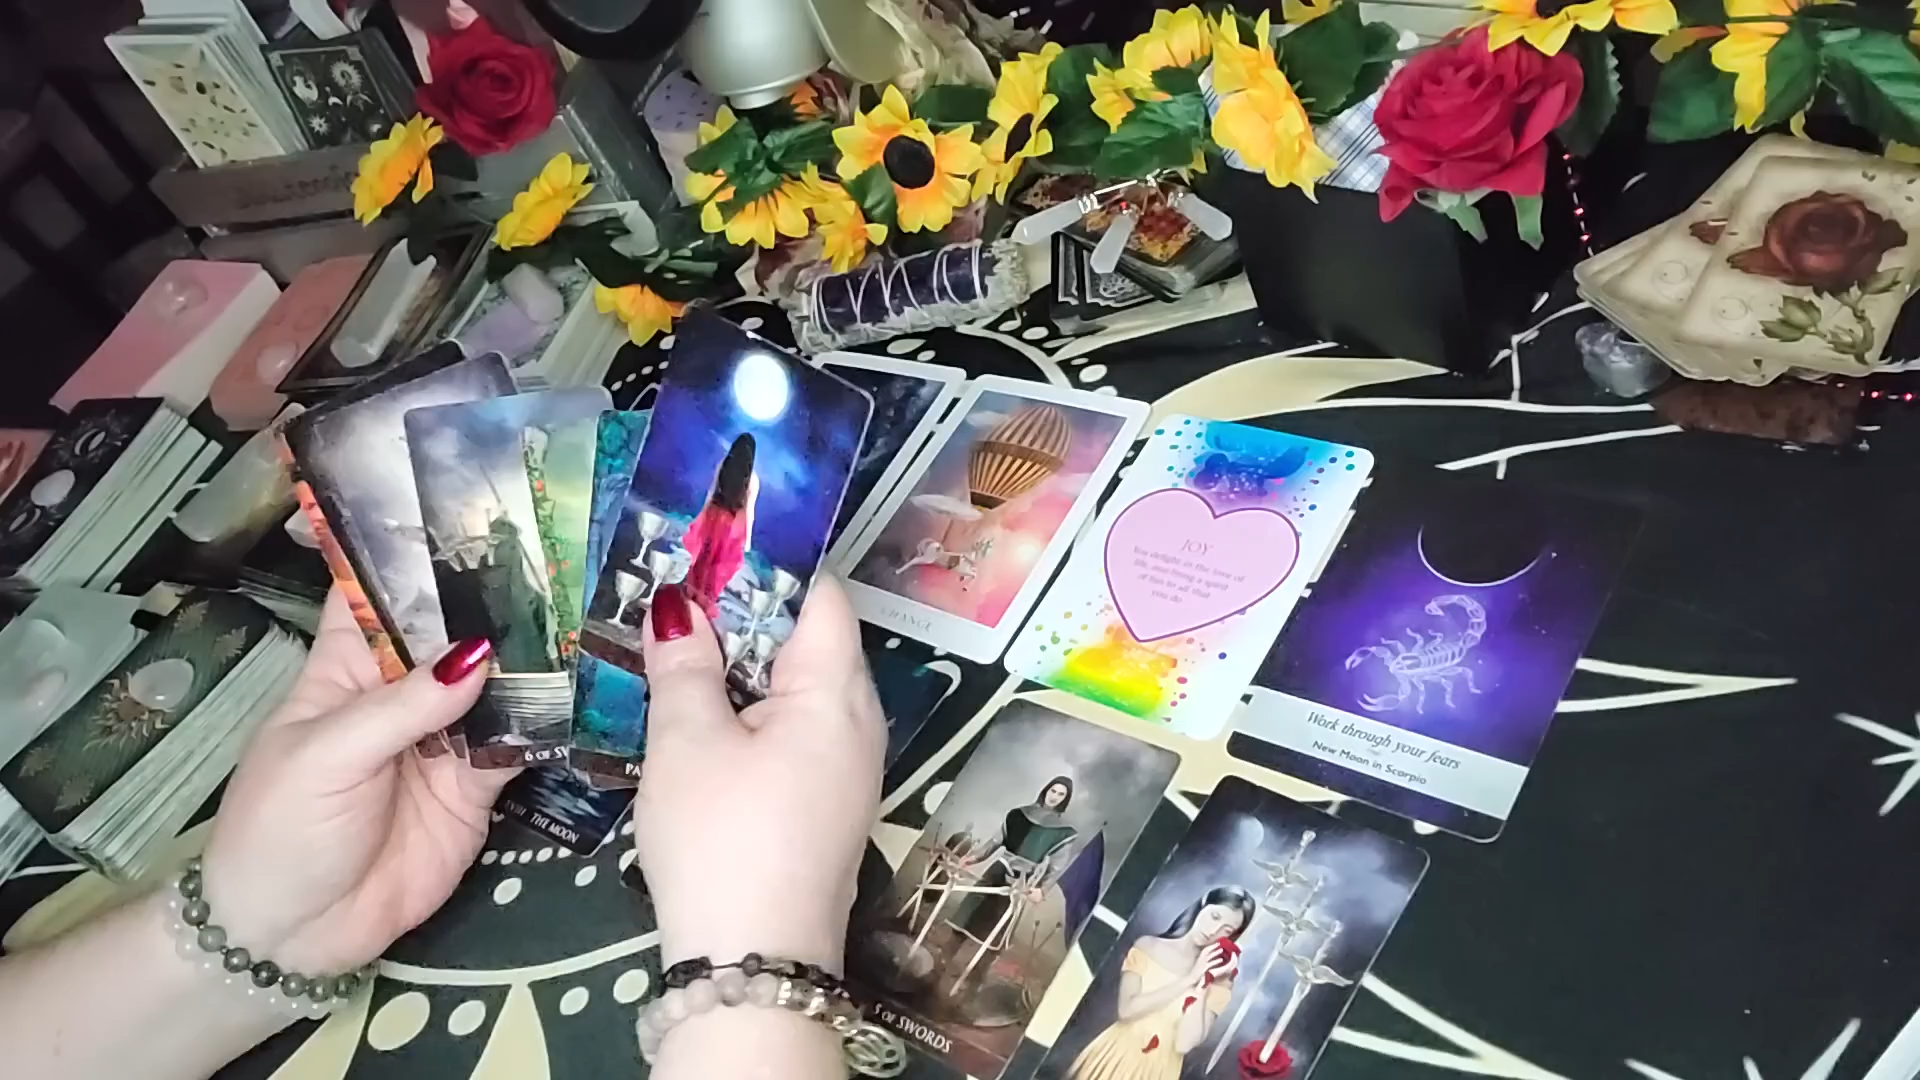 CHANGE
JOY
You delight in the love of
life, and bring a spirit
of fun to all that
you do
Work through your fears
New Moon in Scorpio
6 OF SW
PA
XVIII THE MOON
5 OF SWORDS